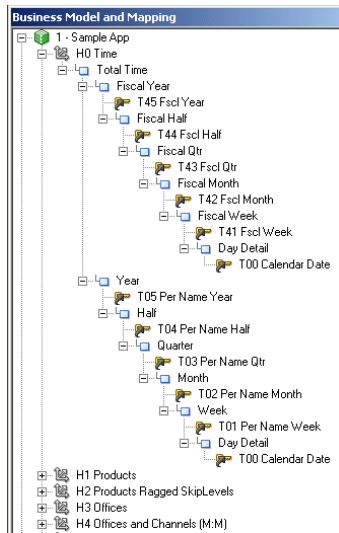 Business Model and Mapping
1 - Sample App
H0 Time
Total Time
Fiscal Year
T45 Fscl Year
Fiscal Half
T44 Fscl Half
Fiscal Qtr
T43 Fscl Qtr
Fiscal Month
T42 Fscl Month
Fiscal Week
T41 Fscl Week
Day Detail
T00 Calendar Date
Year
T05 Per Name Year
Half
T04 Per Name Half
Quarter
T03 Per Name Qtr
Month
T02 Per Name Month
Week
T01 Per Name Week
Day Detail
T00 Calendar Date
H1 Products
H2 Products Ragged SkipLevels
H3 Offices
H4 Offices and Channels (M:M)